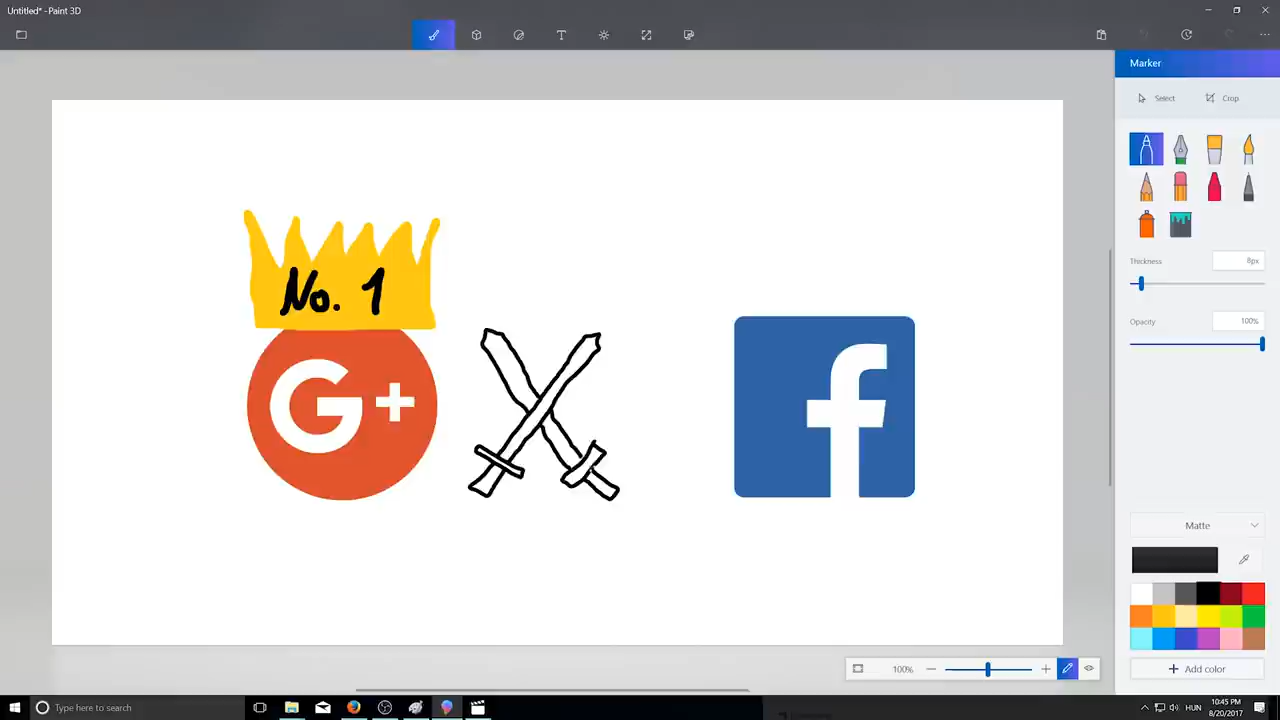 Untitled* - Paint 3D
Marker
Select
Crop
No. 1
G+
f
Thickness
8px
Opacity
100%
Matte
Add color
100%
Type here to search
HUN
10:45 PM
8/20/2017